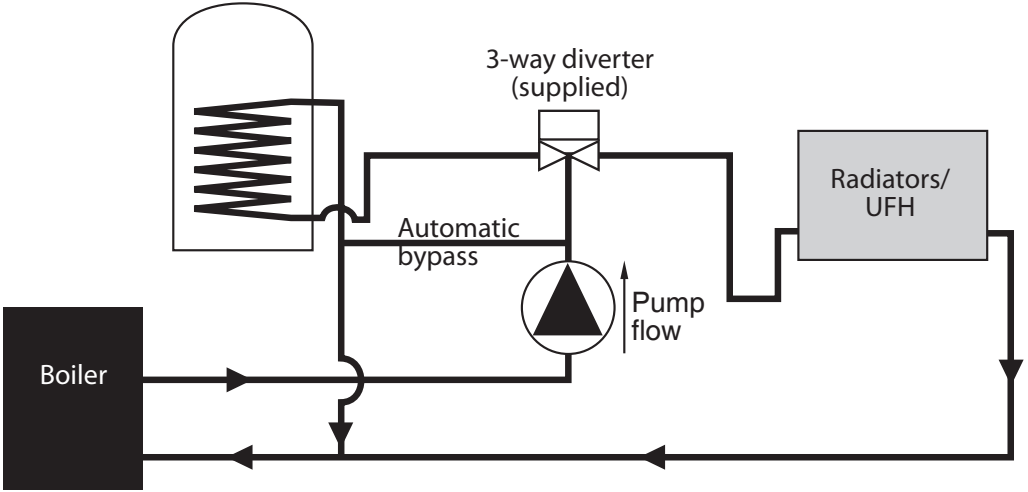 3-way diverter
(supplied)
Radiators/
UFH
Automatic
bypass
Pump
flow
Boiler